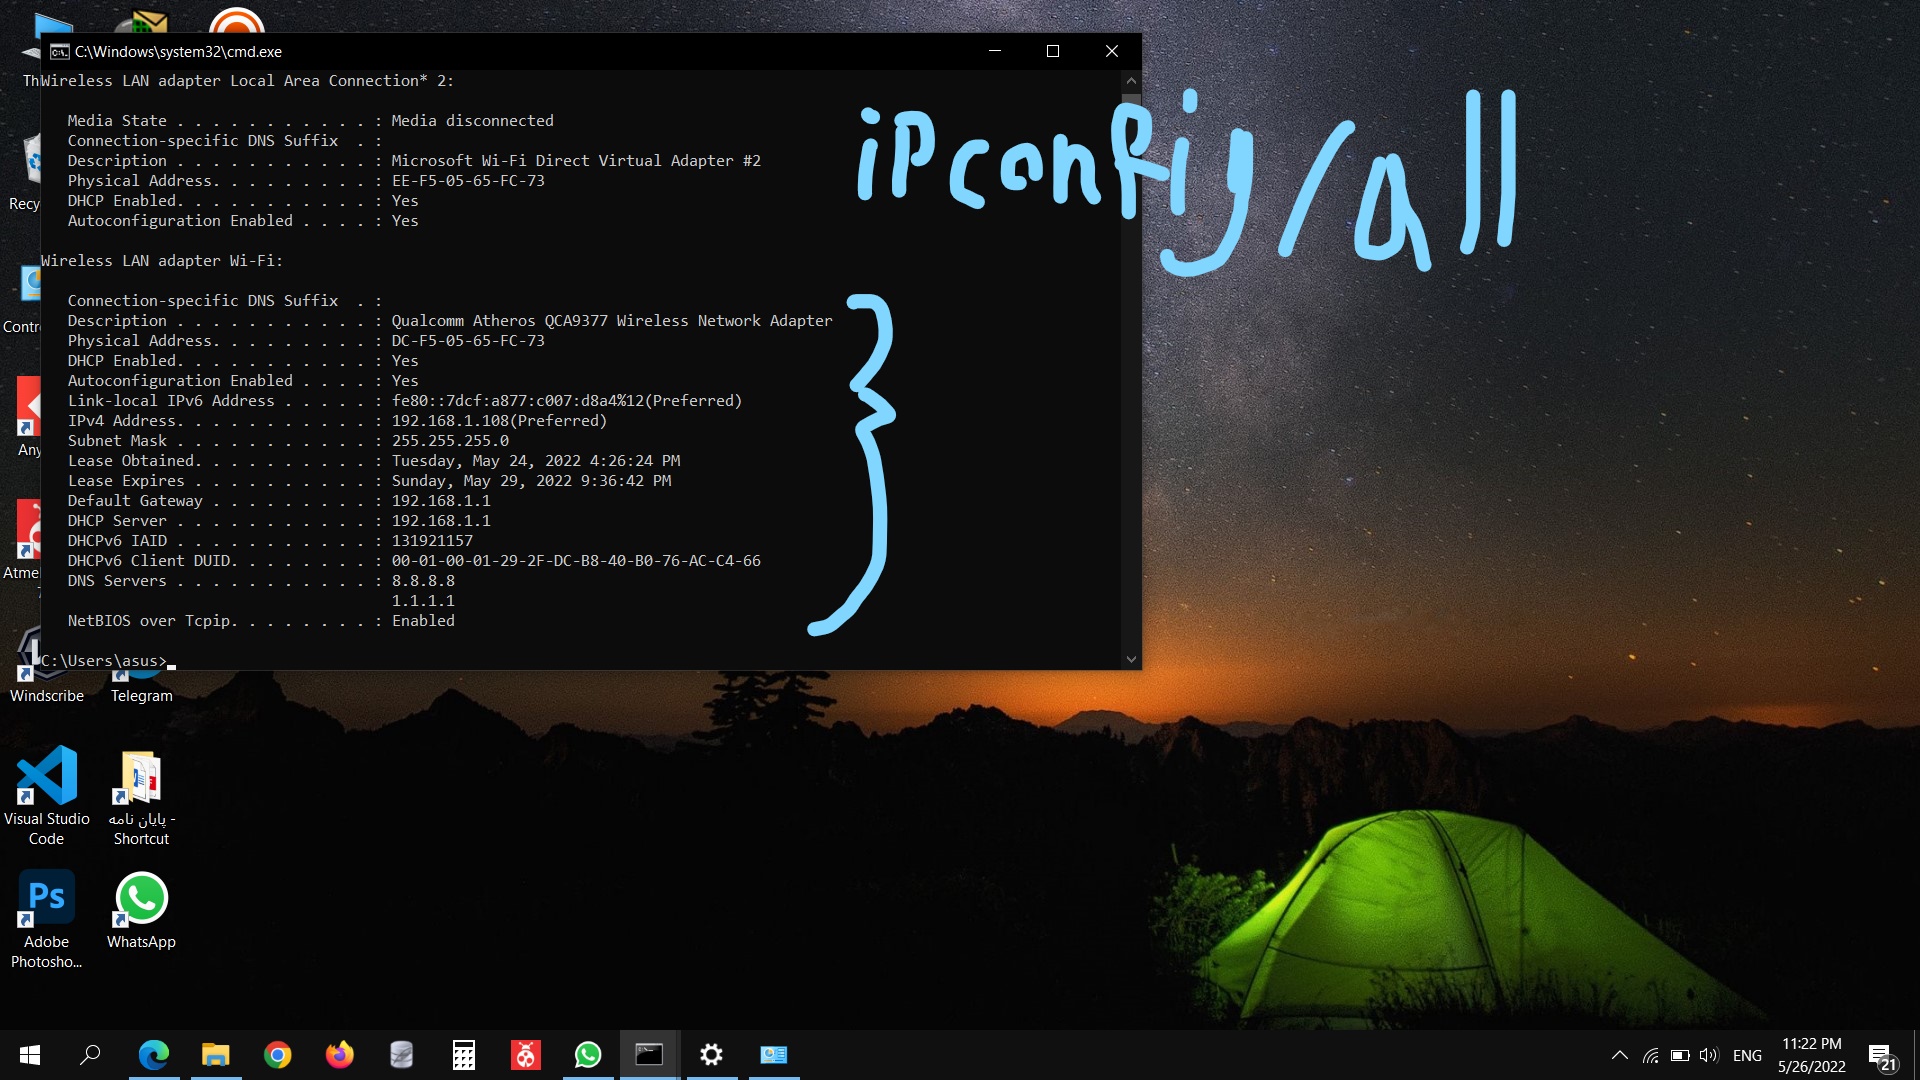 C:\Windows\system32\cmd.exe
Wireless LAN adapter Local Area Connection* 2:
Media State . . . . . . . . . . . : Media disconnected
Connection-specific DNS Suffix  . :
Description . . . . . . . . . . . : Microsoft Wi-Fi Direct Virtual Adapter #2
Physical Address. . . . . . . . . : EE-F5-05-65-FC-73
DHCP Enabled. . . . . . . . . . . : Yes
Autoconfiguration Enabled . . . . : Yes
Wireless LAN adapter Wi-Fi:
Connection-specific DNS Suffix  . :
Description . . . . . . . . . . . : Qualcomm Atheros QCA9377 Wireless Network Adapter
Physical Address. . . . . . . . . : DC-F5-05-65-FC-73
DHCP Enabled. . . . . . . . . . . : Yes
Autoconfiguration Enabled . . . . : Yes
Link-local IPv6 Address . . . . . : fe80::7dcf:a877:c007:d8a4%12(Preferred)
IPv4 Address. . . . . . . . . . . : 192.168.1.108(Preferred)
Subnet Mask . . . . . . . . . . . : 255.255.255.0
Lease Obtained. . . . . . . . . . : Tuesday, May 24, 2022 4:26:24 PM
Lease Expires . . . . . . . . . . : Sunday, May 29, 2022 9:36:42 PM
Default Gateway . . . . . . . . . : 192.168.1.1
DHCP Server . . . . . . . . . . . : 192.168.1.1
DHCPv6 IAID . . . . . . . . . . . : 131921157
DHCPv6 Client DUID. . . . . . . . : 00-01-00-01-29-2F-DC-B8-40-B0-76-AC-C4-66
DNS Servers . . . . . . . . . . . : 8.8.8.8
1.1.1.1
NetBIOS over Tcpip. . . . . . . . : Enabled
C:\Users\asus>
iPconfig/all
Th
Recy
Contr
Any
Atme
7
Windscribe
Telegram
Visual Studio
Code
پایان نامه -
Shortcut
Ps
Adobe
Photosho...
WhatsApp
ENG
11:22 PM
5/26/2022
21